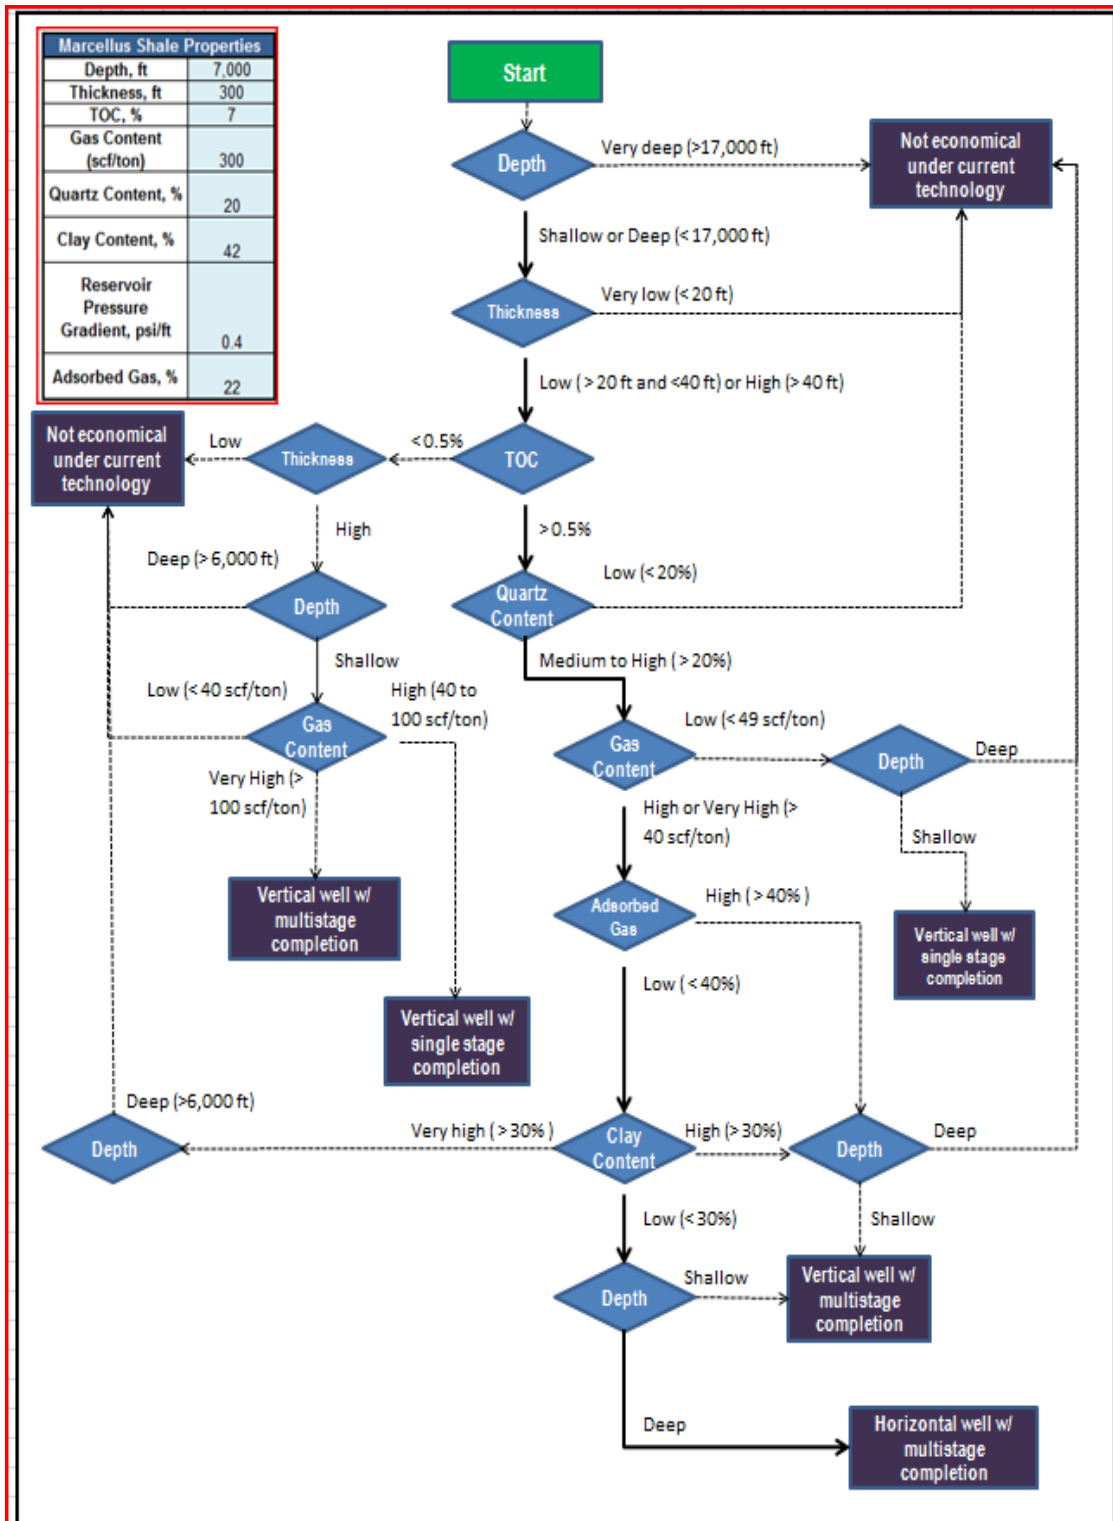 Marcellus Shale Properties
Depth, ft 7,000
Thickness, ft 300
TOC, % 7
Gas Content
(scf/ton) 300
Quartz Content, % 20
Clay Content, % 42
Reservoir
Pressure
Gradient, psi/ft 0.4
Adsorbed Gas, % 22
Start
Depth
Very deep (>17,000 ft)
Not economical
under current
technology
Shallow or Deep (< 17,000 ft)
Thickness
Very low (< 20 ft)
Low ( > 20 ft and <40 ft) or High (> 40 ft)
Not economical
under current
technology
Low
Thickness
< 0.5%
TOC
High
> 0.5%
Deep (> 6,000 ft)
Depth
Quartz
Content
Low (< 20%)
Shallow
Medium to High ( > 20%)
Low (< 40 scf/ton)
High (40 to
100 scf/ton)
Gas
Content
Gas
Content
Low (< 49 scf/ton)
Depth
Deep
Very High (>
100 scf/ton)
High or Very High (>
40 scf/ton)
Shallow
Vertical well w/
multistage
completion
Adsorbed
Gas
High ( > 40% )
Vertical well w/
single stage
completion
Low ( < 40%)
Vertical well w/
single stage
completion
Deep (>6,000 ft)
Depth
Very high ( > 30% )
Clay
Content
High (> 30%)
Depth
Deep
Low (< 30%)
Shallow
Depth
Shallow
Vertical well w/
multistage
completion
Deep
Horizontal well w/
multistage
completion